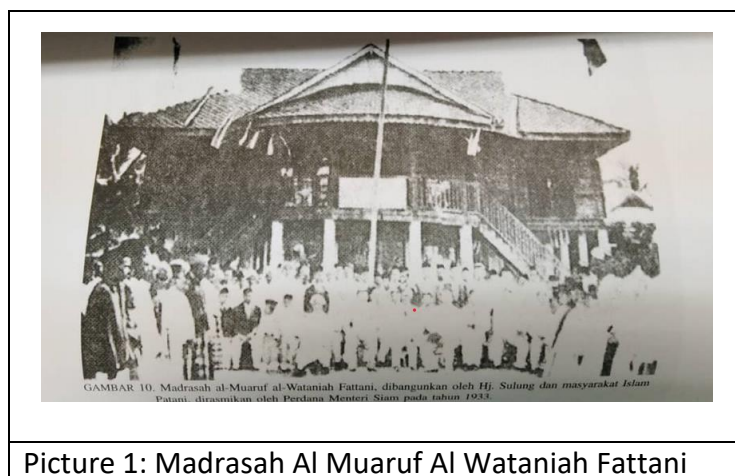 GAMBAR 10. Madrasah al-Muaruf al-Wataniah Fattani, dibangunkan oleh Hj. Sulung dan masyarakat Islam
Patani, dirasmikan oleh Perdana Menteri Siam pada tahun 1933.
Picture 1: Madrasah Al Muaruf Al Wataniah Fattani